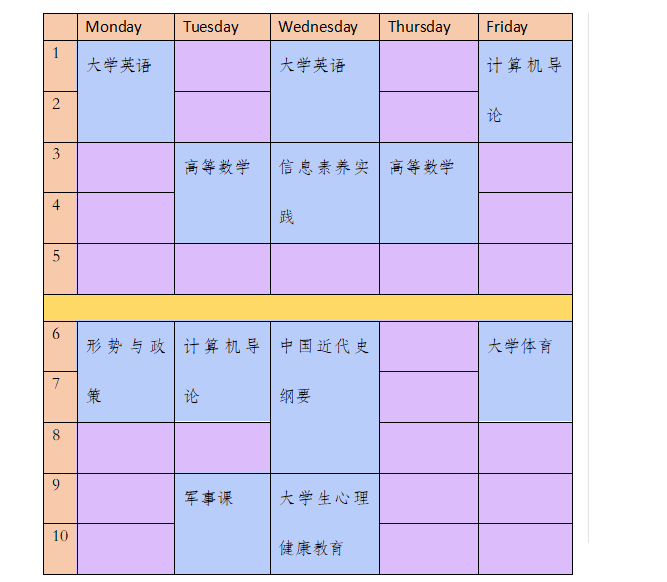 Monday Tuesday Wednesday Thursday Friday
1 大学英语 大学英语 计算机导
2 论
3 高等数学 信息素养实 高等数学
4 践
5
6 形势与政 计算机导 中国近代史 大学体育
7 策 论 纲要
8
9 军事课 大学生心理
10 健康教育